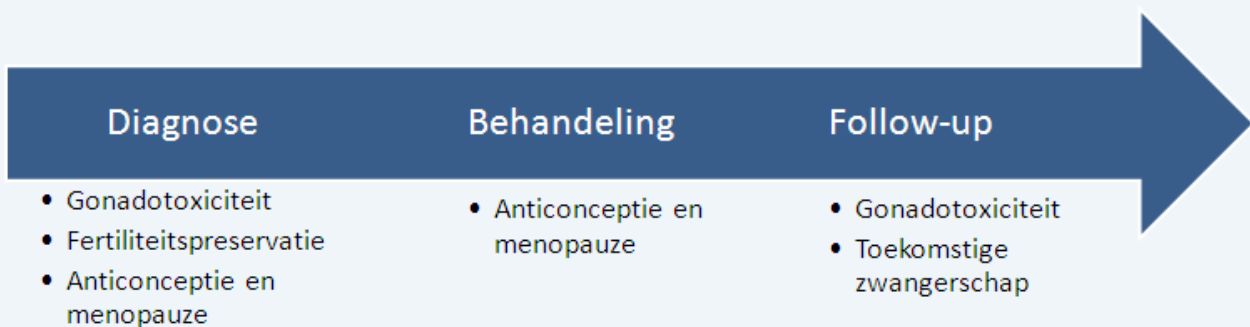 Diagnose
Behandeling
Follow-up
• Gonadotoxiciteit
• Fertiliteitspreservatie
• Anticonceptie en
menopauze
• Anticonceptie en
menopauze
• Gonadotoxiciteit
• Toekomstige
zwangerschap